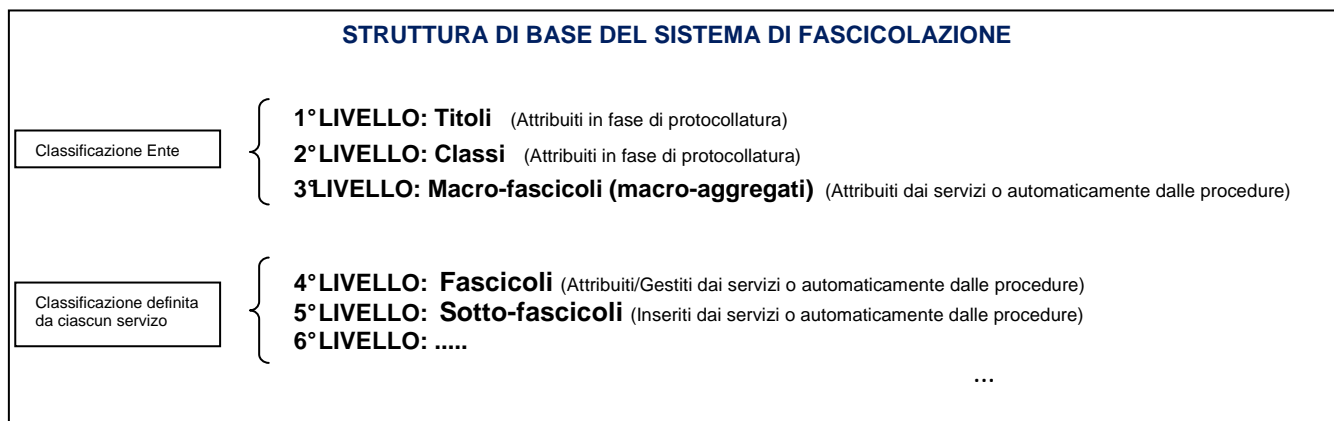 STRUTTURA DI BASE DEL SISTEMA DI FASCICOLAZIONE
Classificazione Ente
1° LIVELLO: Titoli (Attribuiti in fase di protocollatura)
2° LIVELLO: Classi (Attribuiti in fase di protocollatura)
3° LIVELLO: Macro-fascicoli (macro-aggregati) (Attribuiti dai servizi o automaticamente dalle procedure)
Classificazione definita
da ciascun servizo
4° LIVELLO: Fascicoli (Attribuiti/Gestiti dai servizi o automaticamente dalle procedure)
5° LIVELLO: Sotto-fascicoli (Inseriti dai servizi o automaticamente dalle procedure)
6° LIVELLO: .....
...